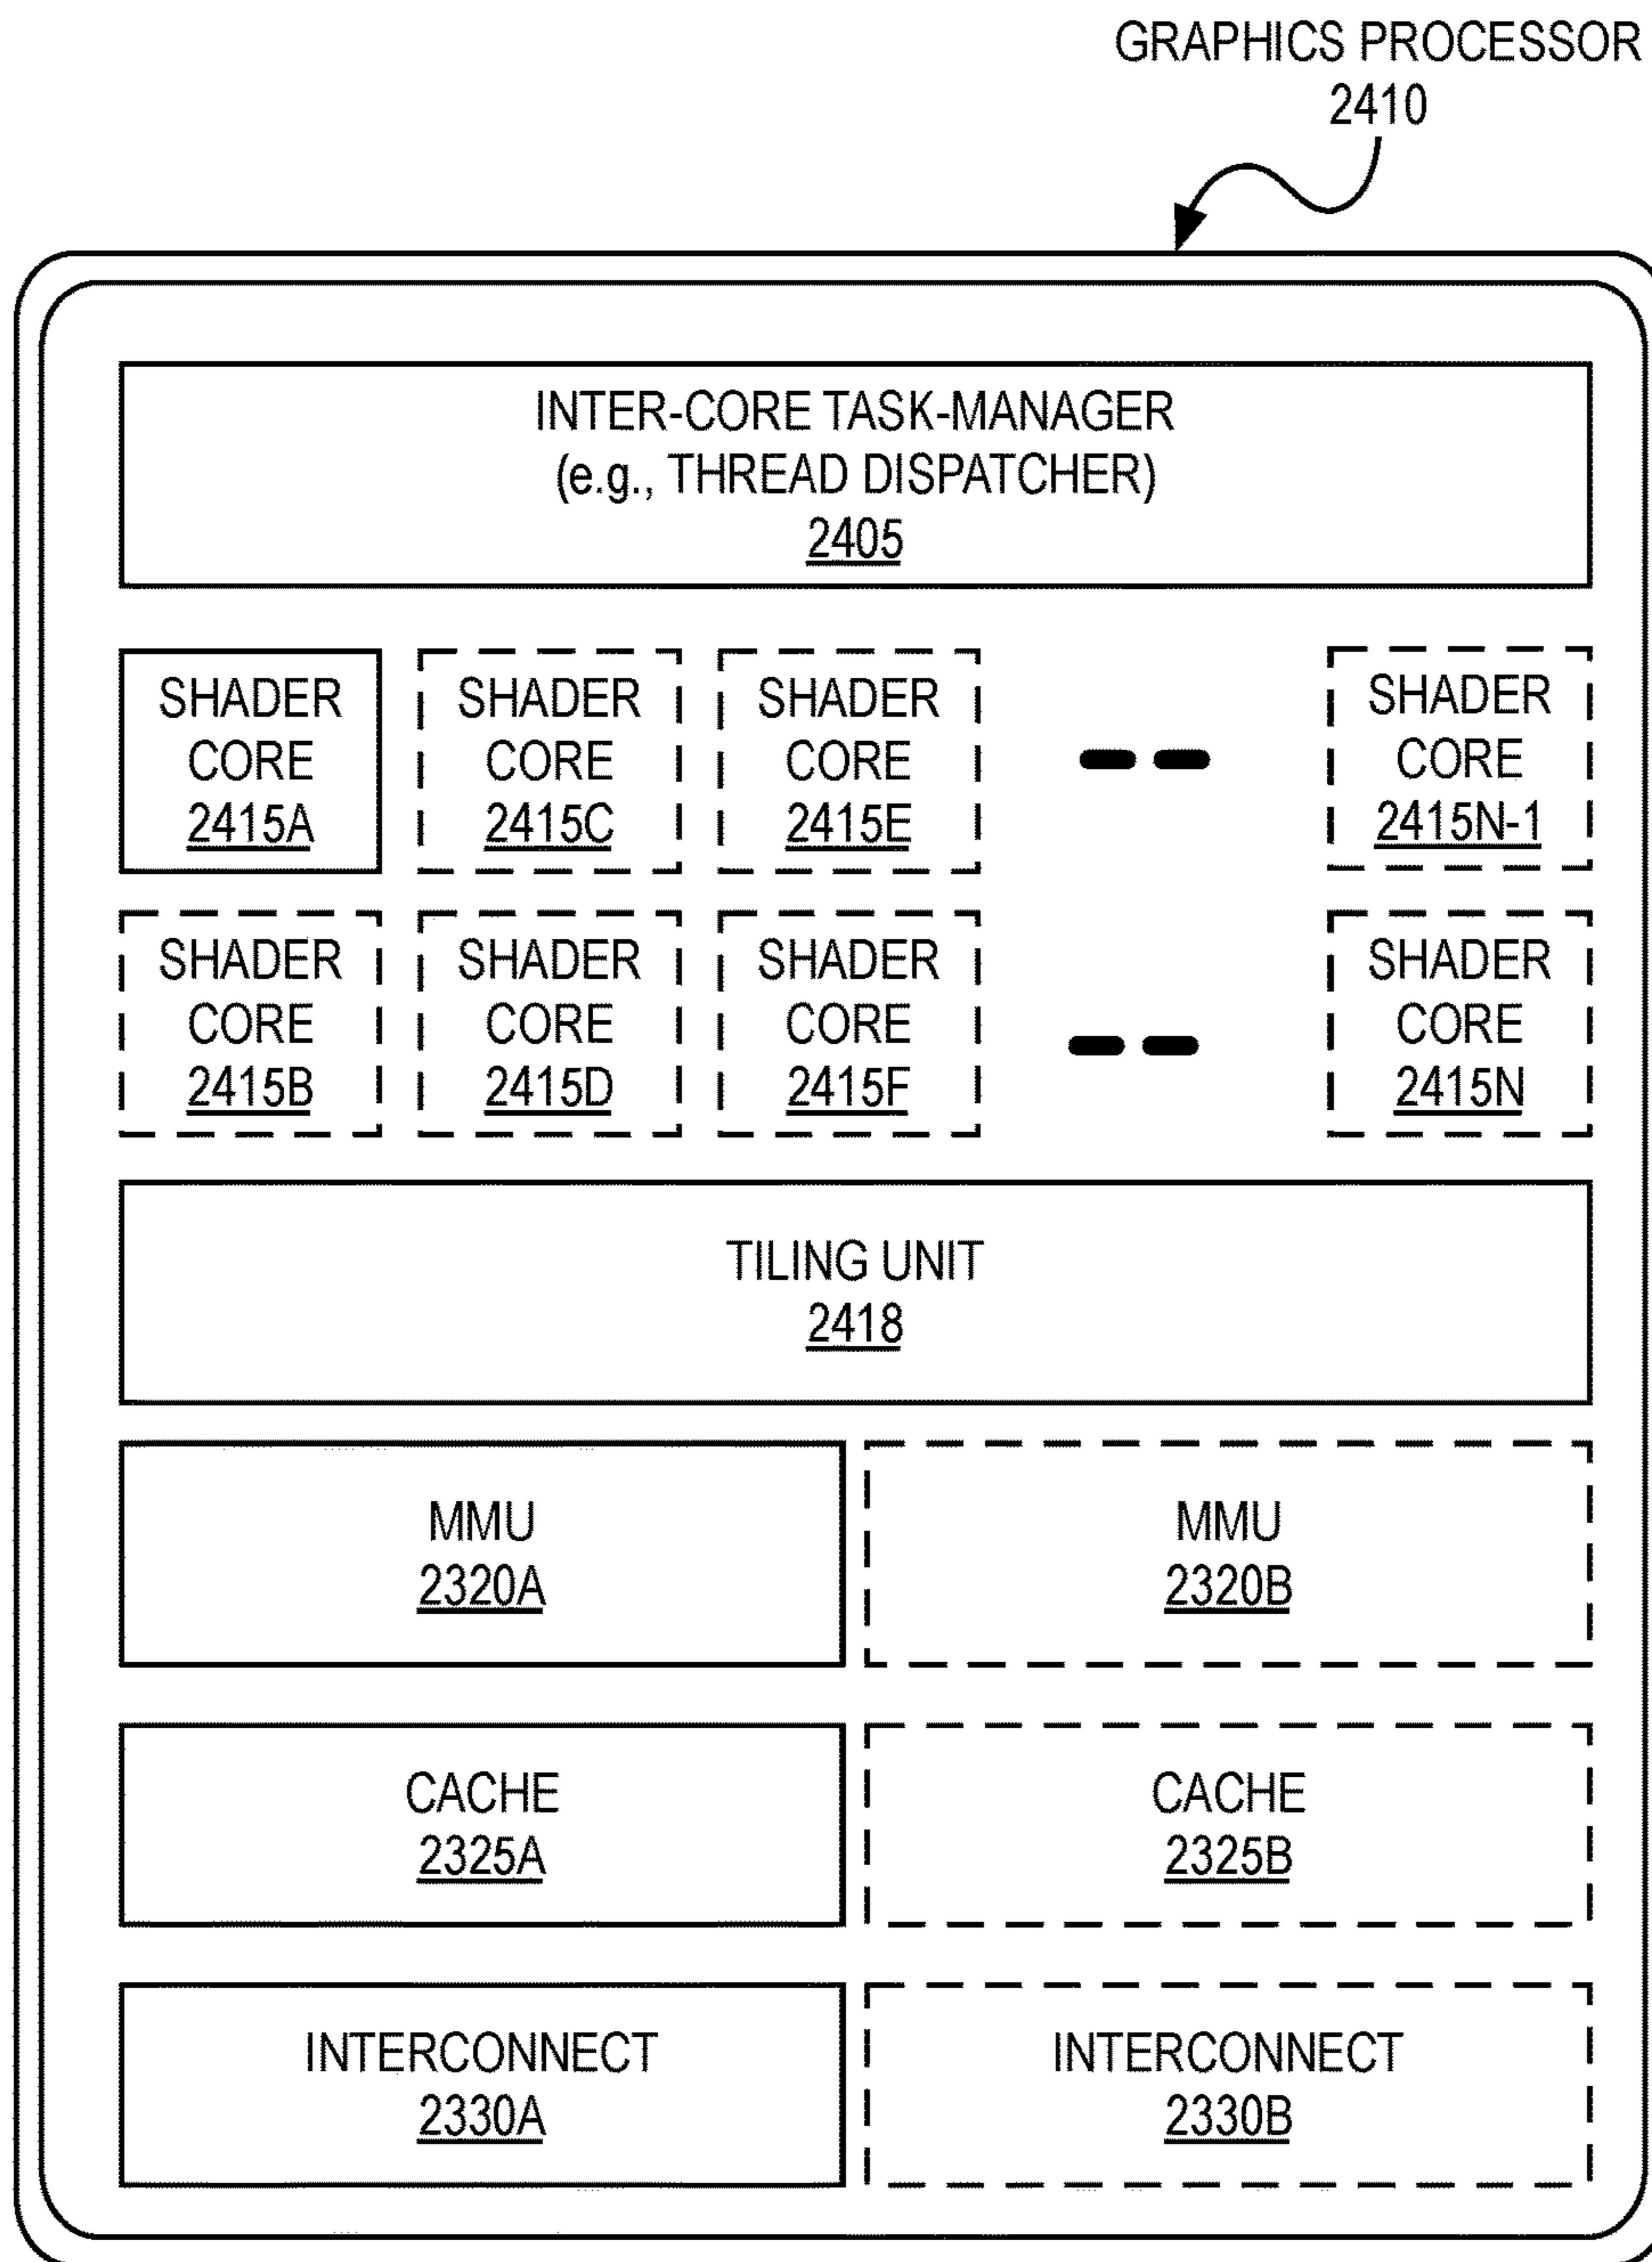 GRAPHICS PROCESSOR
2410
INTER-CORE TASK-MANAGER
(e.g., THREAD DISPATCHER)
2405
SHADER
CORE
2415A
SHADER
CORE
2415C
SHADER
CORE
2415E
SHADER
CORE
2415N-1
SHADER
CORE
2415B
SHADER
CORE
2415D
SHADER
CORE
2415F
SHADER
CORE
2415N
TILING UNIT
2418
MMU
2320A
MMU
2320B
CACHE
2325A
CACHE
2325B
INTERCONNECT
2330A
INTERCONNECT
2330B